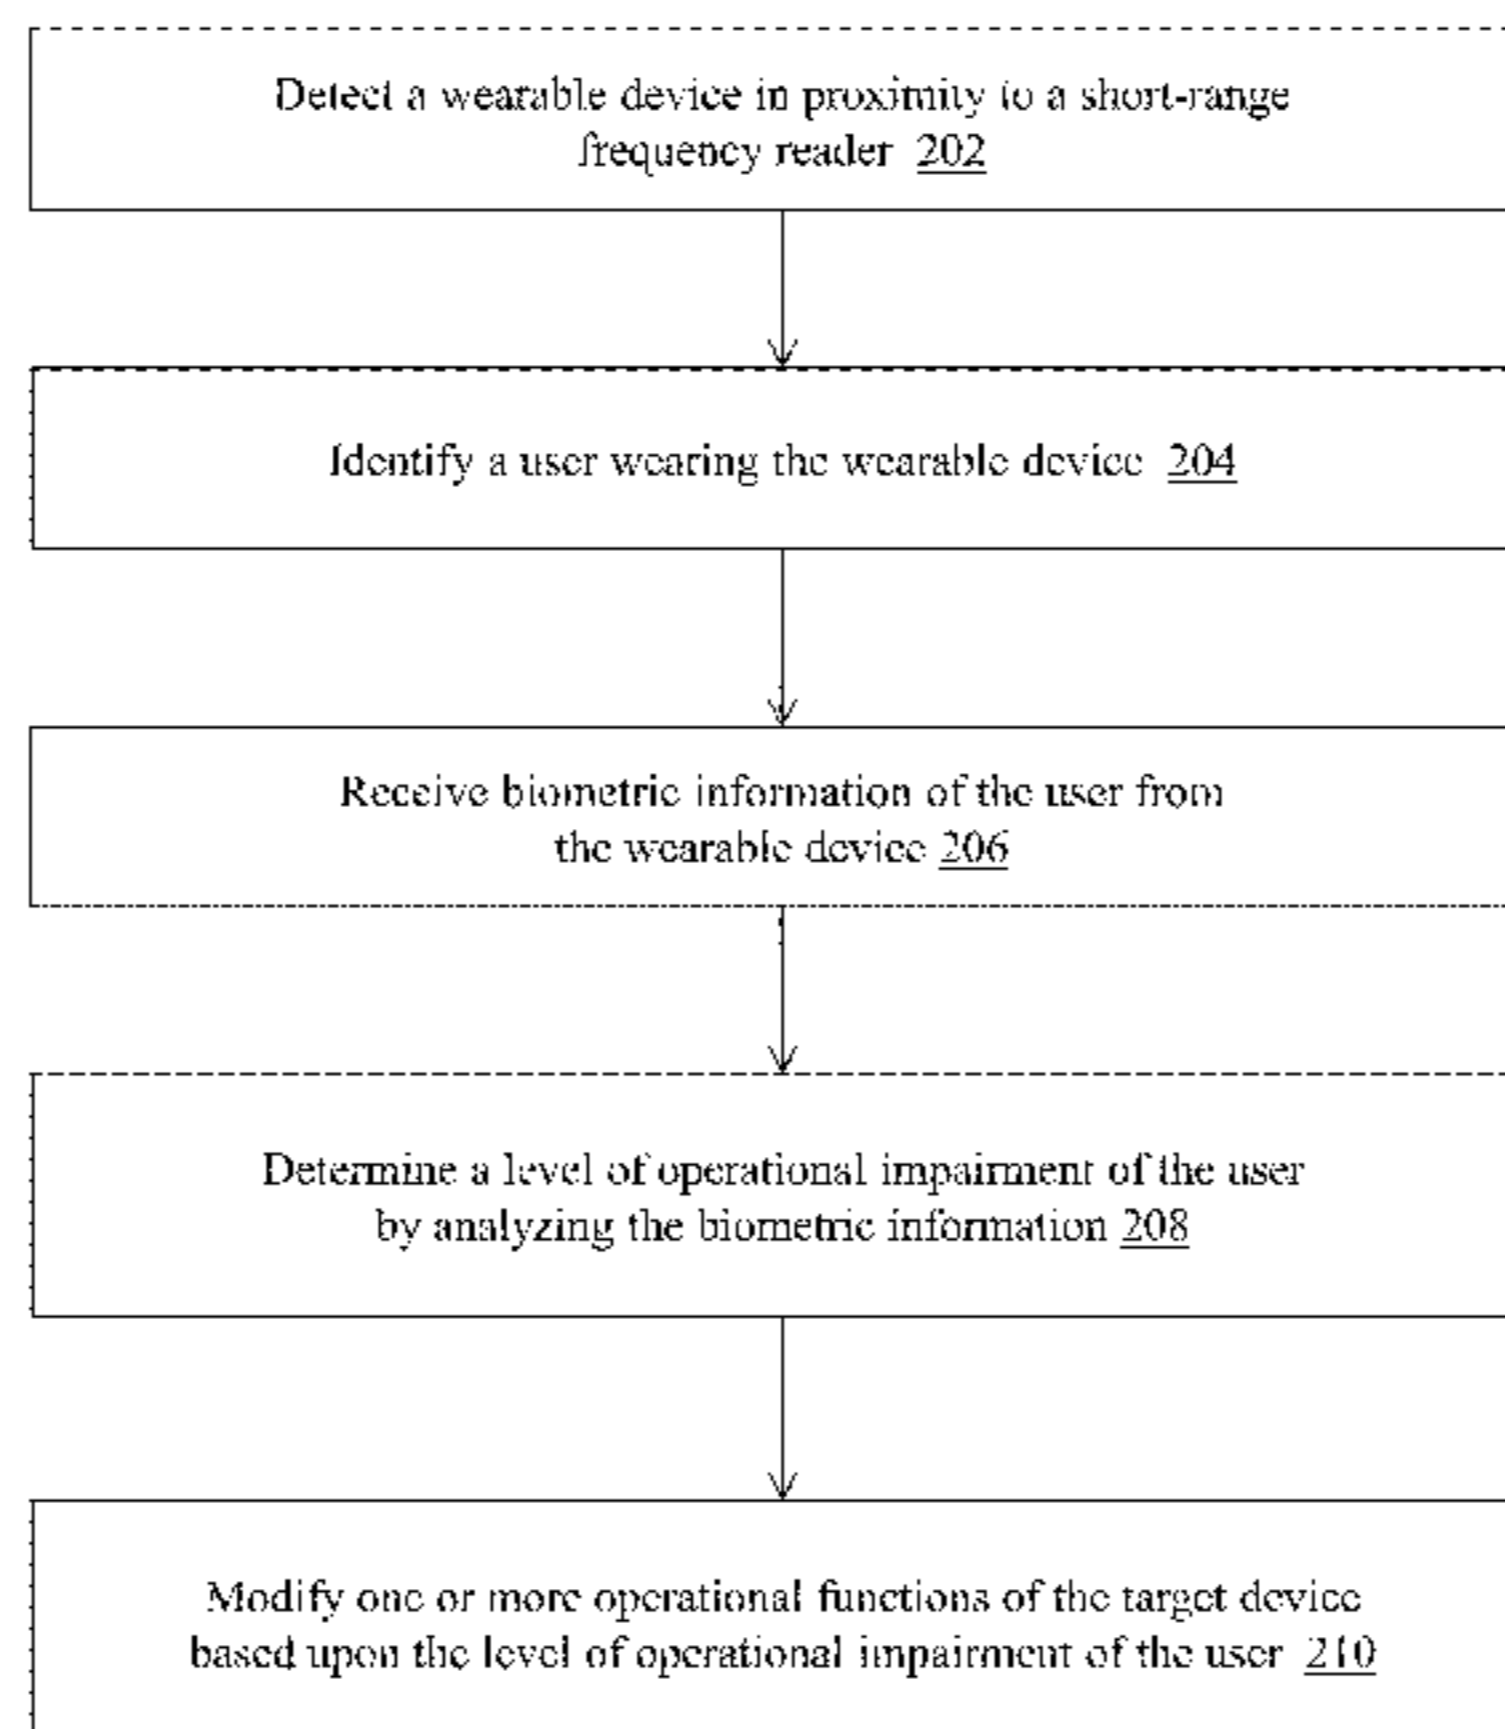 Detect a wearable device in proximity to a short-range
frequency reader 202
Identify a user wearing the wearable device 204
Receive biometric information of the user from
the wearable device 206
Determine a level of operational impairment of the user
by analyzing the biometric information 208
Modify one or more operational functions of the target device
based upon the level of operational impairment of the user 210